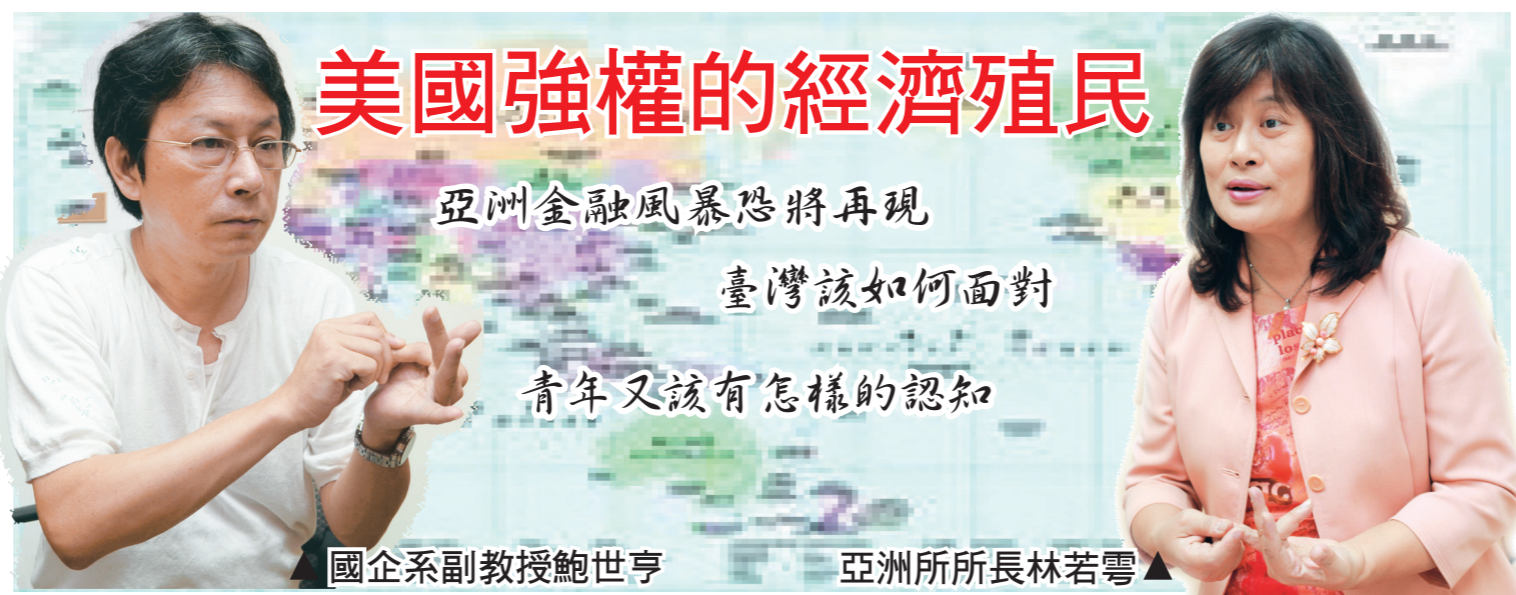 美國強權的經濟殖民
亞洲金融風暴恐將再現
臺灣該如何面對
青年又該有怎樣的認知
▲國企系副教授鮑世亨
亞洲所所長林若雩▲